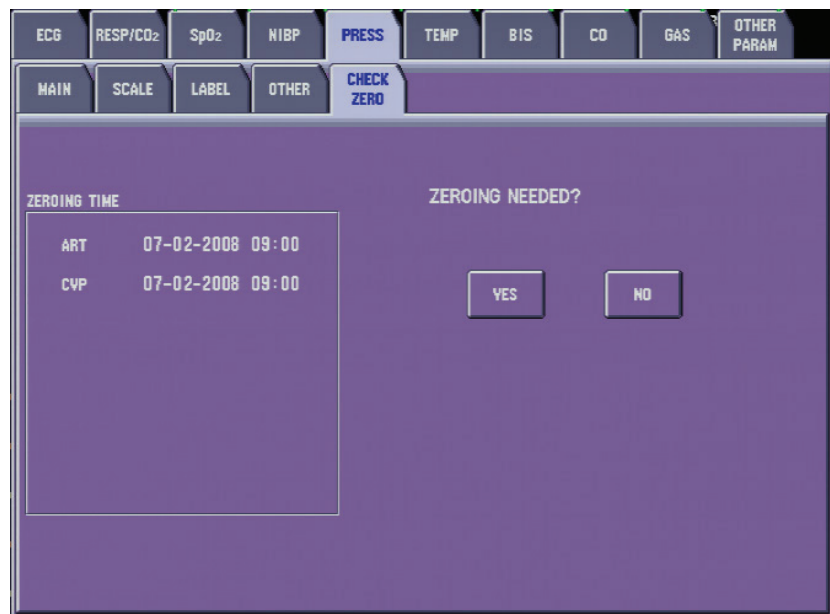 ECG RESP/CO2 SpO2 NIBP PRESS TEMP BIS CO GAS OTHER PARAM
MAIN SCALE LABEL OTHER CHECK ZERO
ZEROING TIME
ZEROING NEEDED?
ART 07-02-2008 09:00
CVP 07-02-2008 09:00
YES NO